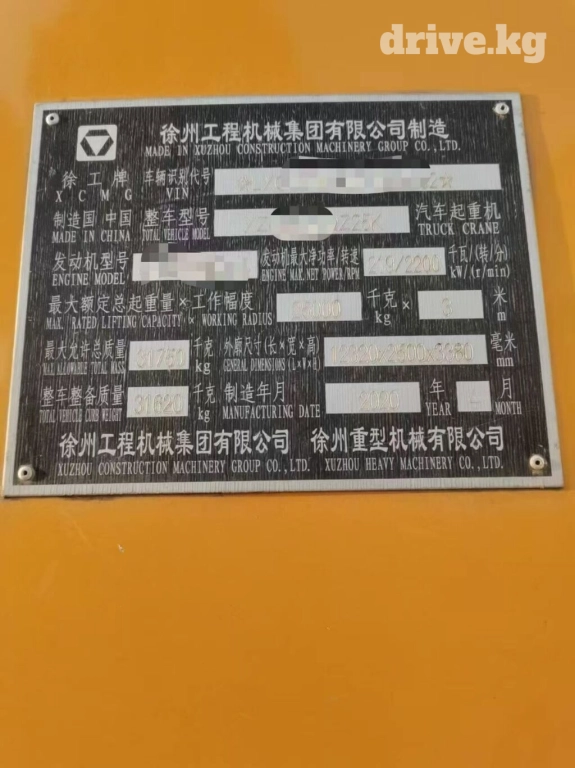 drive.kg
徐州工程机械集团有限公司制造
MADE IN XUZHOU CONSTRUCTION MACHINERY GROUP CO.,LTD.
徐工牌 车辆识别代号
XCMG VIN
制造国 中国 整车型号 汽车起重机
MADE IN CHINA TOTAL VEHICLE MODEL TRUCK CRANE
发动机型号 发动机最大净功率/转速 /2200 千瓦/(转/分)
ENGINE MODEL ENGINE MAX.NET POWER/RPM kW/(r/min)
最大额定总起重量×工作幅度 千克× 3 米
MAX. RATED LIFTING CAPACITY × WORKING RADIUS kg m
最大允许总质量 31750 千克 外廓尺寸(长×宽×高) 毫米
MAX ALLOWABLE TOTAL MASS kg GENERAL DIMENSIONS (L×W×H) mm
整车整备质量 31620 千克 制造年月 年 月
TOTAL VEHICLE CURB WEIGHT kg MANUFACTURING DATE YEAR MONTH
徐州工程机械集团有限公司 徐州重型机械有限公司
XUZHOU CONSTRUCTION MACHINERY GROUP CO.,LTD. XUZHOU HEAVY MACHINERY CO.,LTD.